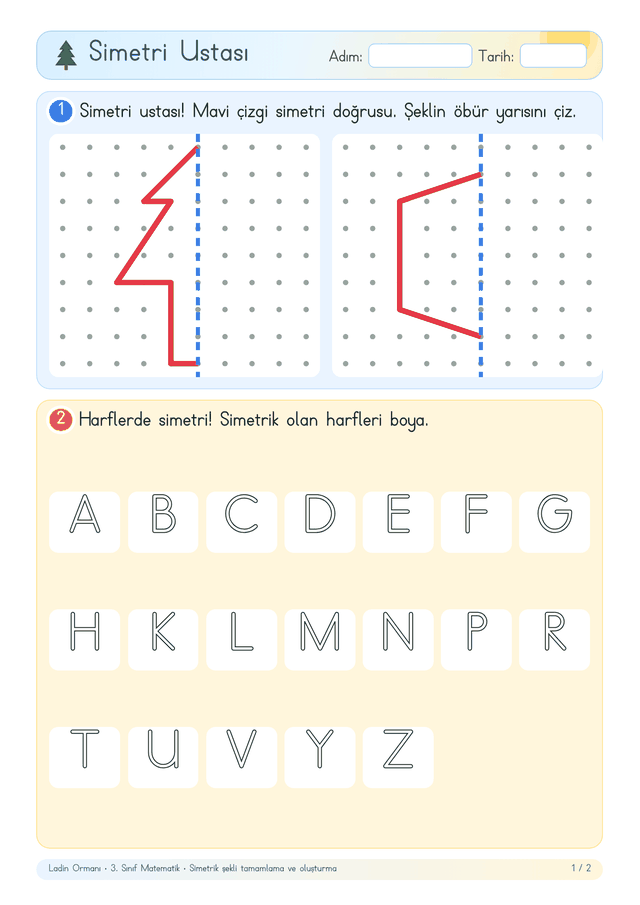 Simetri Ustası
Adım:
Tarih:
1 Simetri ustası! Mavi çizgi simetri doğrusu. Şeklin öbür yarısını çiz.
2 Harflerde simetri! Simetrik olan harfleri boya.
A B C D E F G
H K L M N P R
T U V Y Z
Ladin Ormanı • 3. Sınıf Matematik • Simetrik şekli tamamlama ve oluşturma
1 / 2